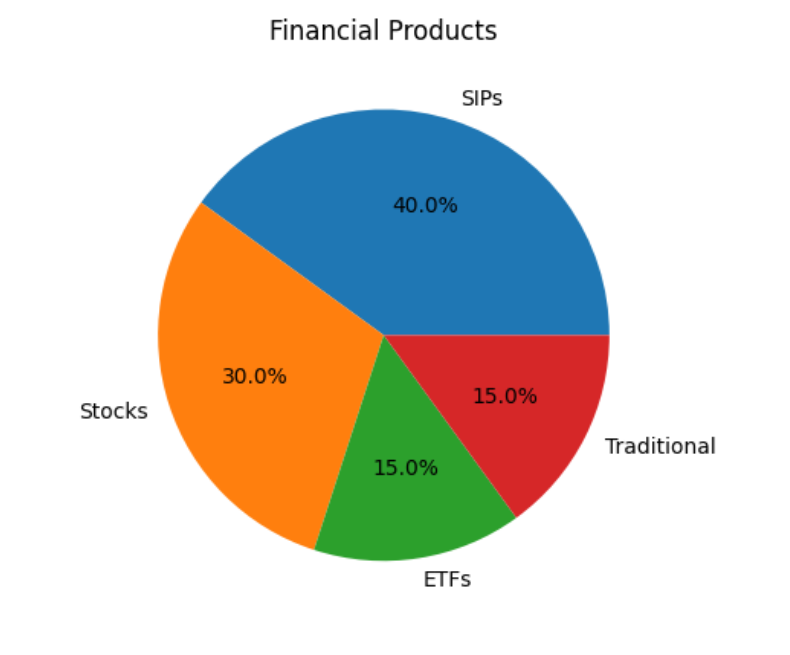 Financial Products
SIPs
40.0%
30.0%
Stocks
15.0%
Traditional
15.0%
ETFs